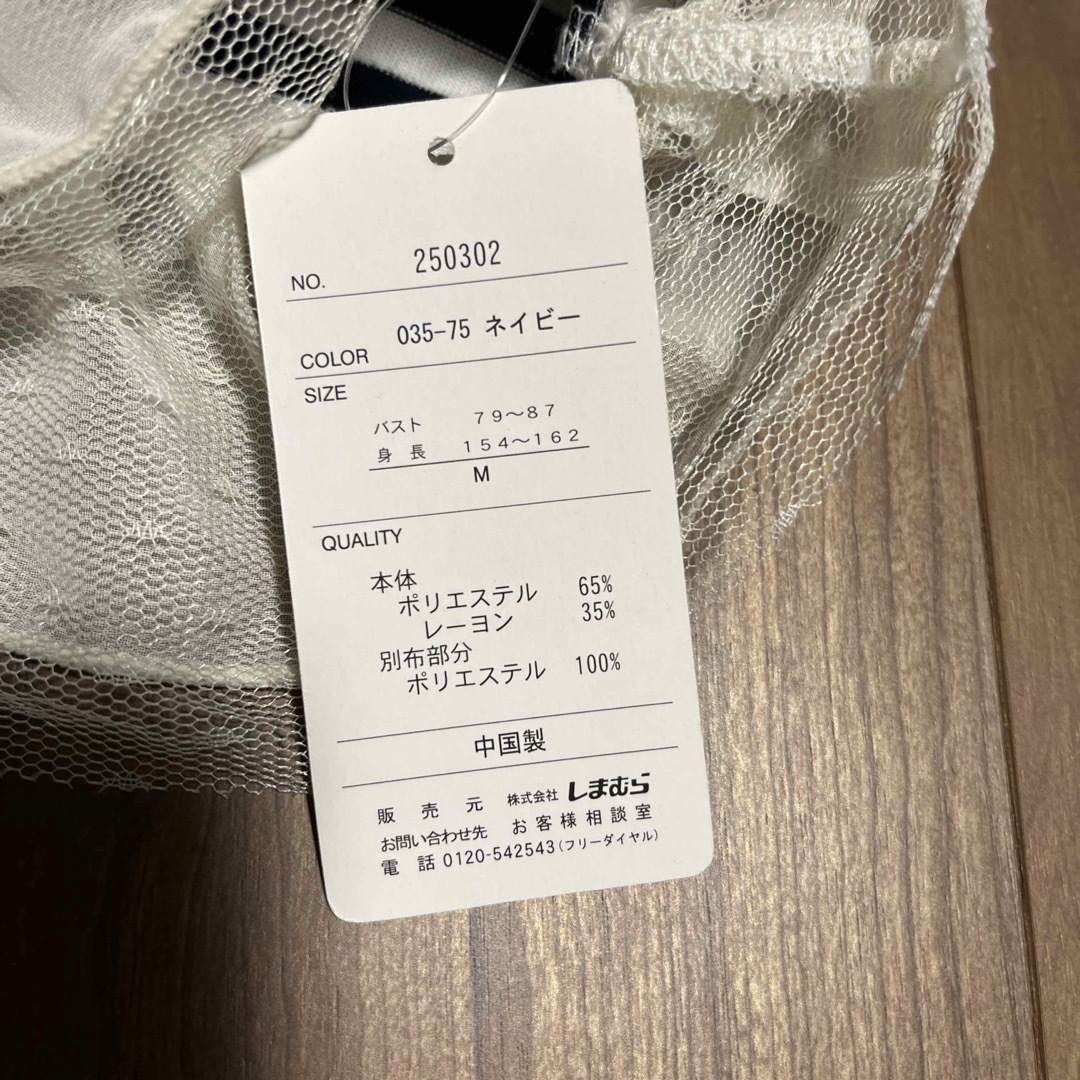 NO. 250302
COLOR 035-75 ネイビー
SIZE
バスト 79～87
身長 154～162
M
QUALITY
本体
ポリエステル 65%
レーヨン 35%
別布部分
ポリエステル 100%
中国製
販売元 株式会社 しまむら
お問い合わせ先 お客様相談室
電話 0120-542543(フリーダイヤル)